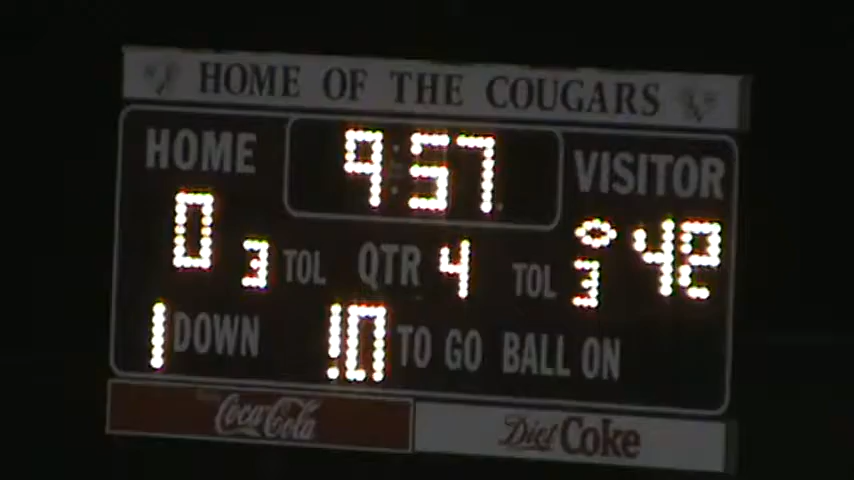 HOME OF THE COUGARS
HOME 9:57 VISITOR
0 42
3 TOL QTR 4 TOL 3
1 DOWN 10 TO GO BALL ON
Coca-Cola Diet Coke